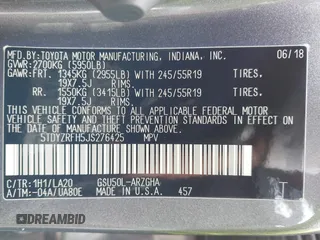 MFD.BY:TOYOTA MOTOR MANUFACTURING, INDIANA, INC.
GVWR:2700KG (5950LB) 06/18
GAWR:FRT. 1345KG (2955LB) WITH 245/55R19 TIRES,
19X7.5J RIMS,
RR. 1550KG (3415LB) WITH 245/55R19 TIRES,
19X7.5J RIMS,
THIS VEHICLE CONFORMS TO ALL APPLICABLE FEDERAL MOTOR
VEHICLE SAFETY AND THEFT PREVENTION STANDARDS IN EFFECT
ON THE DATE OF MANUFACTURE SHOWN ABOVE.
5TDYZRFH5JS276425 MPV
C/TR:1H1/LA20 GSU50L-ARZGHA
A/TM:-04A/UA80E MADE IN U.S.A. 457
T